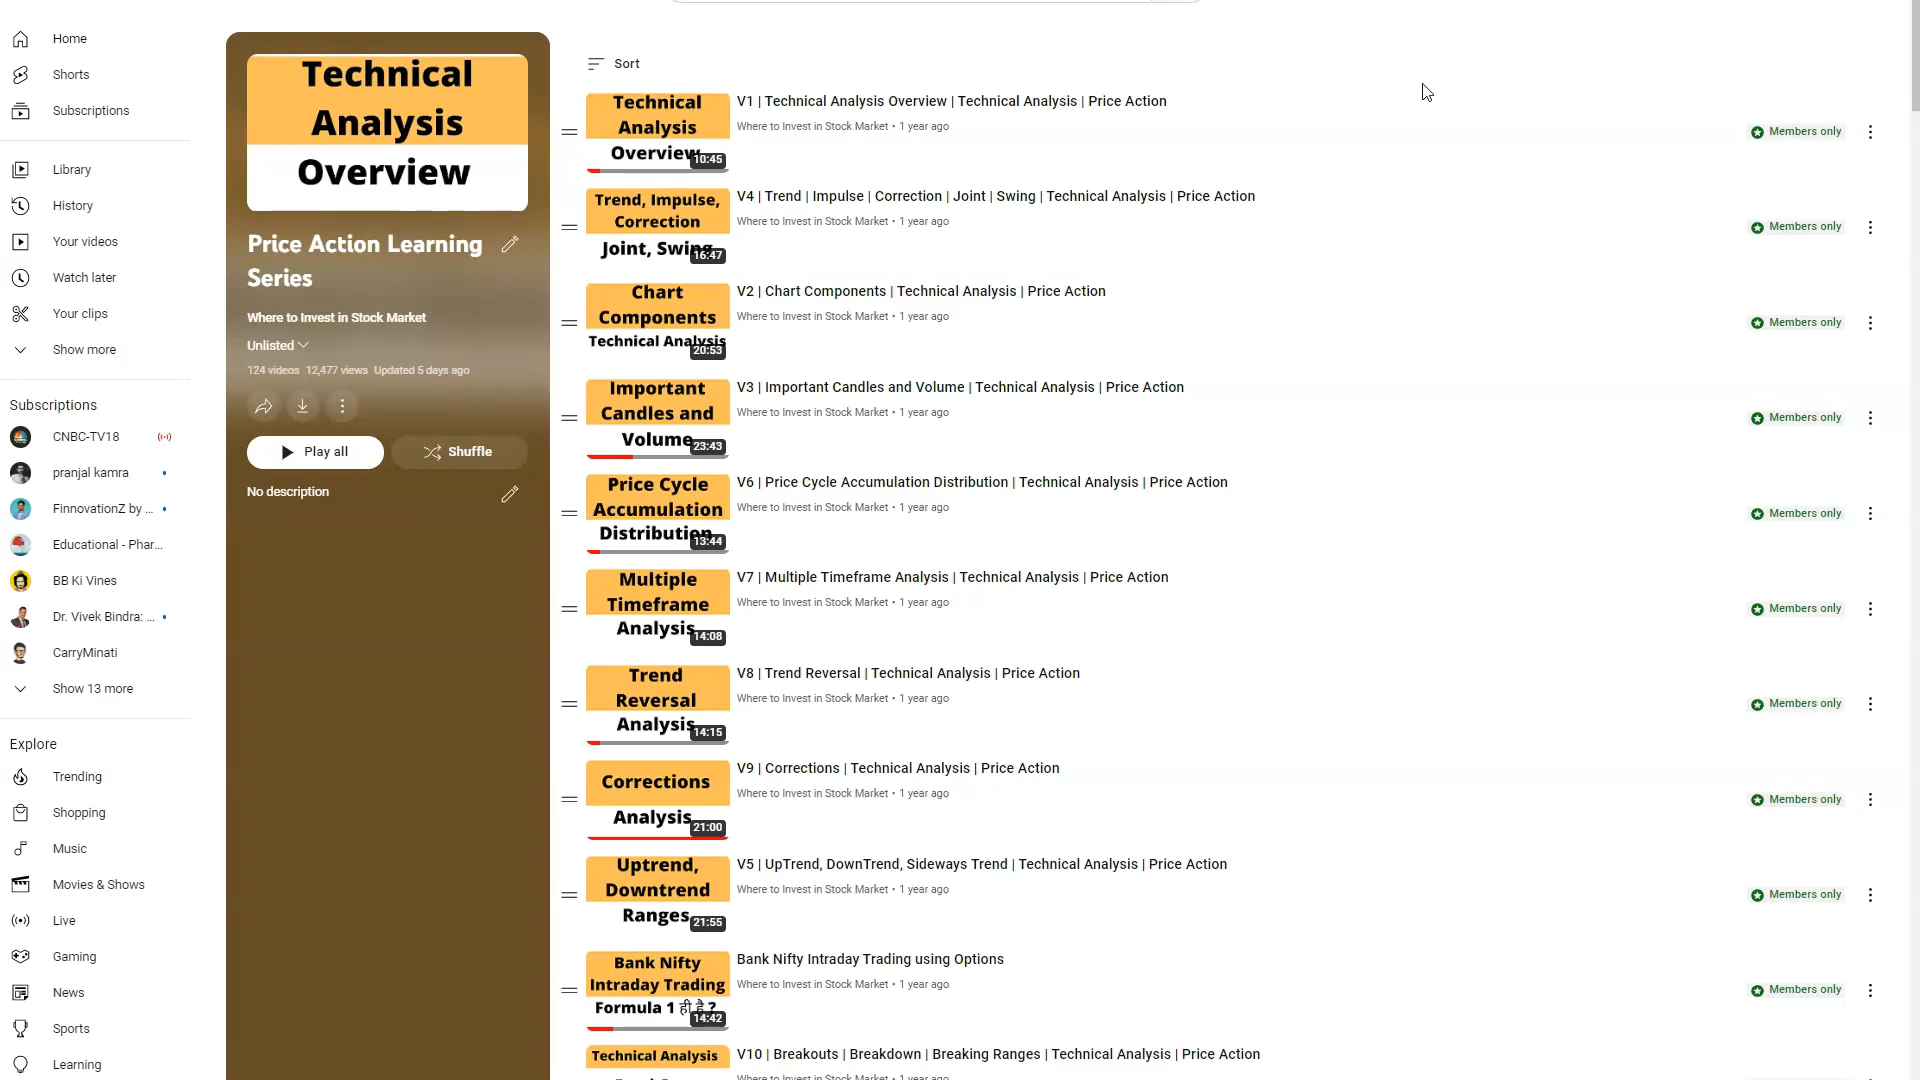 Home
Shorts
Subscriptions
Library
History
Your videos
Watch later
Your clips
Show more
Subscriptions
CNBC-TV18
pranjal kamra
FinnovationZ by ...
Educational - Phar...
BB Ki Vines
Dr. Vivek Bindra: ...
CarryMinati
Show 13 more
Explore
Trending
Shopping
Music
Movies & Shows
Live
Gaming
News
Sports
Learning
Technical
Analysis
Overview
Price Action Learning
Series
Where to Invest in Stock Market
Unlisted
124 videos 12,477 views Updated 5 days ago
Play all
Shuffle
No description
Sort
Technical
Analysis
Overview
10:45
V1 | Technical Analysis Overview | Technical Analysis | Price Action
Where to Invest in Stock Market • 1 year ago
Members only
Trend, Impulse,
Correction
Joint, Swing
16:47
V4 | Trend | Impulse | Correction | Joint | Swing | Technical Analysis | Price Action
Where to Invest in Stock Market • 1 year ago
Members only
Chart
Components
Technical Analysis
20:53
V2 | Chart Components | Technical Analysis | Price Action
Where to Invest in Stock Market • 1 year ago
Members only
Important
Candles and
Volume
23:43
V3 | Important Candles and Volume | Technical Analysis | Price Action
Where to Invest in Stock Market • 1 year ago
Members only
Price Cycle
Accumulation
Distribution
13:44
V6 | Price Cycle Accumulation Distribution | Technical Analysis | Price Action
Where to Invest in Stock Market • 1 year ago
Members only
Multiple
Timeframe
Analysis
14:08
V7 | Multiple Timeframe Analysis | Technical Analysis | Price Action
Where to Invest in Stock Market • 1 year ago
Members only
Trend
Reversal
Analysis
14:15
V8 | Trend Reversal | Technical Analysis | Price Action
Where to Invest in Stock Market • 1 year ago
Members only
Corrections
Analysis
21:00
V9 | Corrections | Technical Analysis | Price Action
Where to Invest in Stock Market • 1 year ago
Members only
Uptrend,
Downtrend
Ranges
21:55
V5 | UpTrend, DownTrend, Sideways Trend | Technical Analysis | Price Action
Where to Invest in Stock Market • 1 year ago
Members only
Bank Nifty
Intraday Trading
Formula 1 ही है ?
14:42
Bank Nifty Intraday Trading using Options
Where to Invest in Stock Market • 1 year ago
Members only
Technical Analysis
V10 | Breakouts | Breakdown | Breaking Ranges | Technical Analysis | Price Action
Where to Invest in Stock Market • 1 year ago